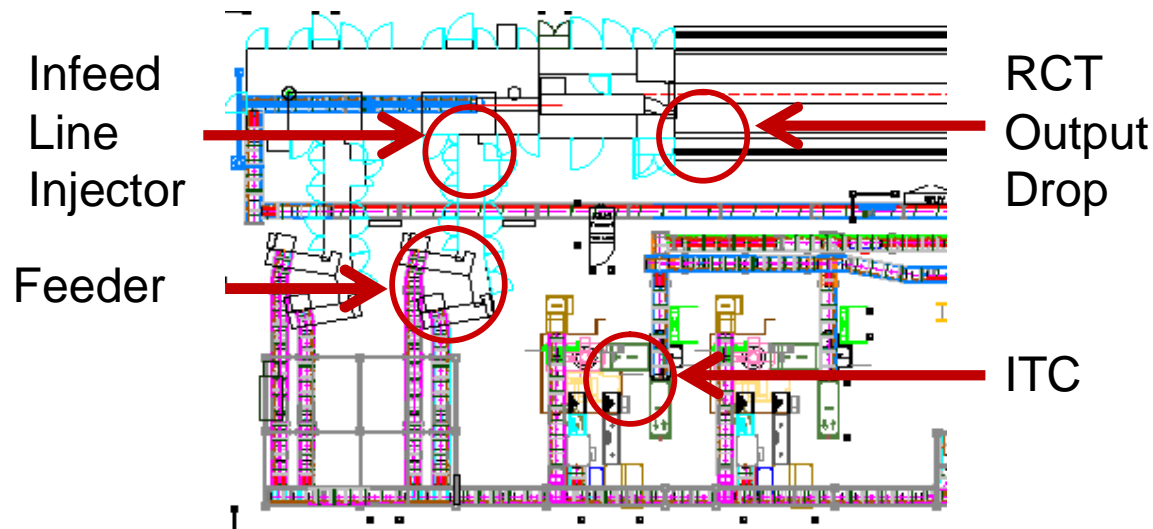 Infeed
Line
Injector
RCT
Output
Drop
Feeder
ITC